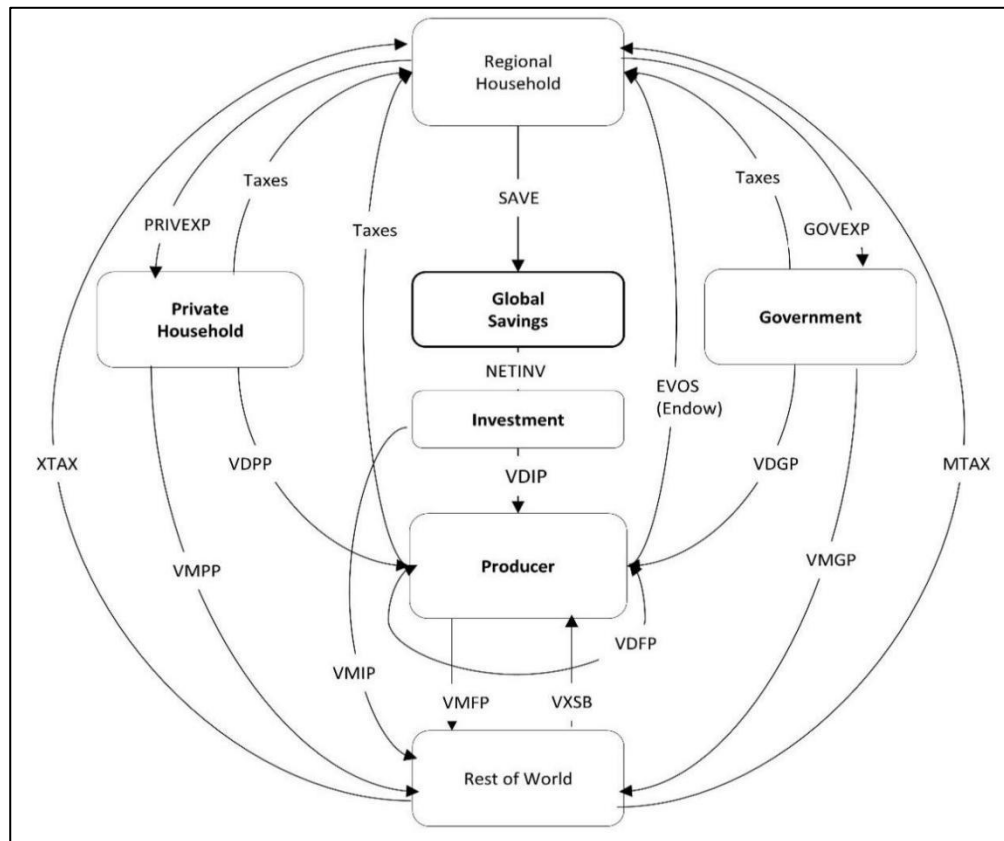 Regional
Household
Taxes
SAVE
Taxes
PRIVEXP
Taxes
GOVEXP
Private
Household
Global
Savings
Government
NETINV
EVOS
(Endow)
Investment
XTAX
VDPP
VDIP
VDGP
MTAX
Producer
VMPP
VMGP
VDFP
VMIP
VMFP
VXSB
Rest of World